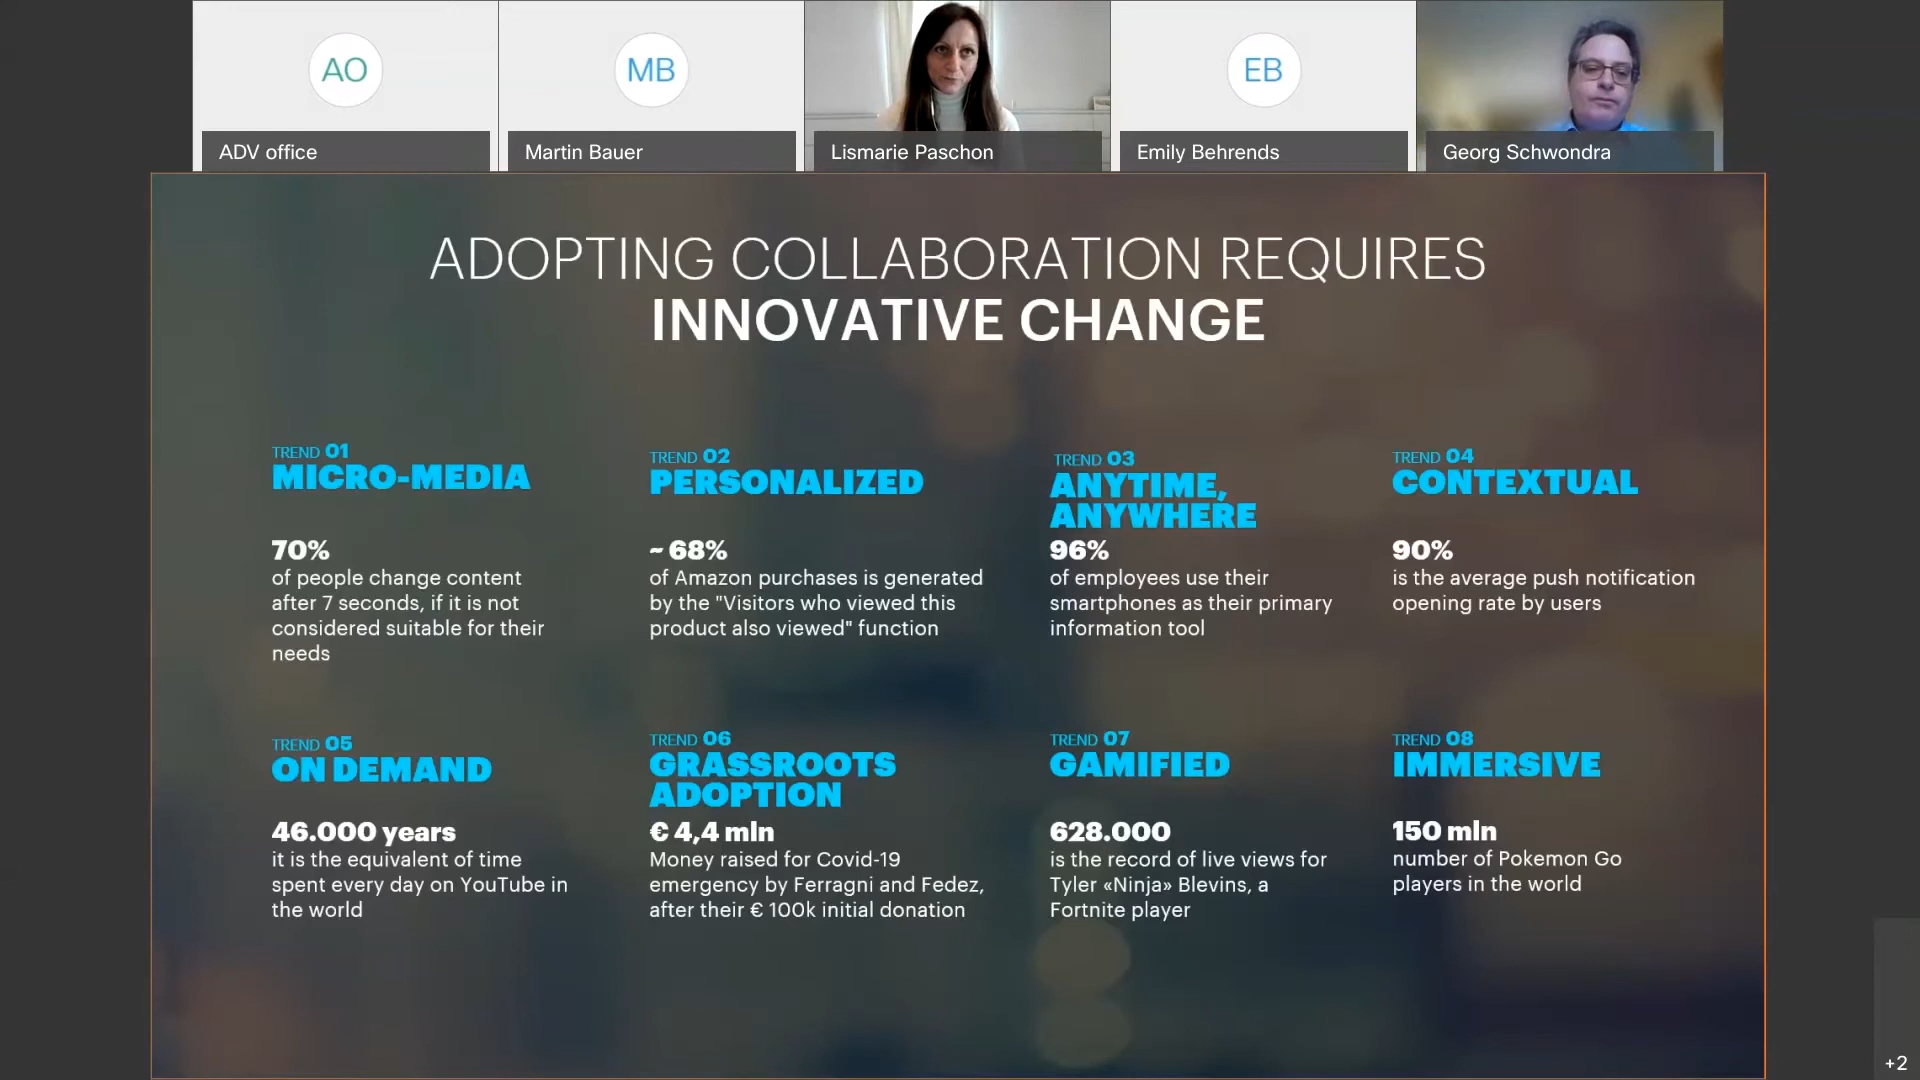 AO
MB
EB
ADV office
Martin Bauer
Lismarie Paschon
Emily Behrends
Georg Schwondra
ADOPTING COLLABORATION REQUIRES
INNOVATIVE CHANGE
TREND 01
MICRO-MEDIA
70%
of people change content
after 7 seconds, if it is not
considered suitable for their
needs
TREND 02
PERSONALIZED
~ 68%
of Amazon purchases is generated
by the "Visitors who viewed this
product also viewed" function
TREND 03
ANYTIME,
ANYWHERE
96%
of employees use their
smartphones as their primary
information tool
TREND 04
CONTEXTUAL
90%
is the average push notification
opening rate by users
TREND 05
ON DEMAND
46.000 years
it is the equivalent of time
spent every day on YouTube in
the world
TREND 06
GRASSROOTS
ADOPTION
€ 4,4 mln
Money raised for Covid-19
emergency by Ferragni and Fedez,
after their € 100k initial donation
TREND 07
GAMIFIED
628.000
is the record of live views for
Tyler «Ninja» Blevins, a
Fortnite player
TREND 08
IMMERSIVE
150 mln
number of Pokemon Go
players in the world
+2